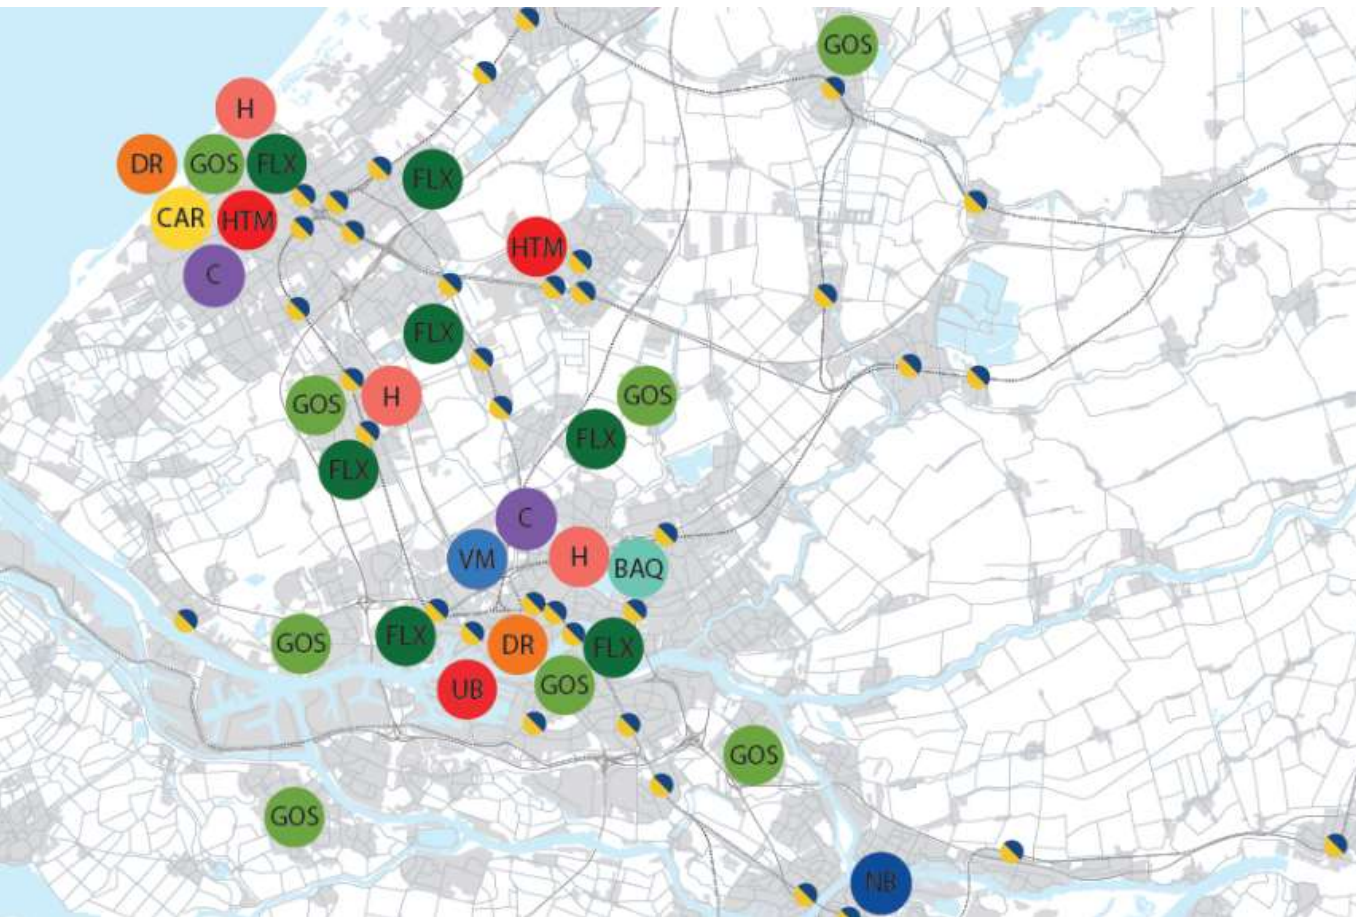 GOS
H
DR GOS FLX
FLX
CAR HTM
HTM
C
FLX
GOS H
GOS
FLX
FLX
C
VM H BAQ
GOS FLX DR FLX
UB GOS
GOS
GOS
NB